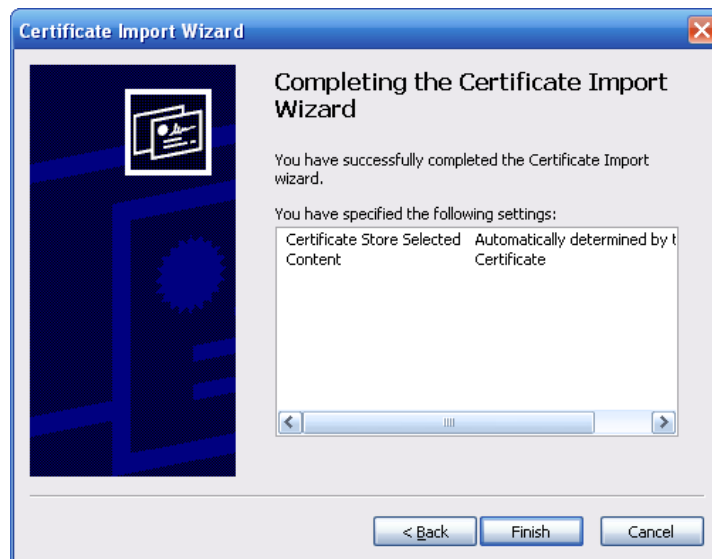 Certificate Import Wizard
Completing the Certificate Import
Wizard
You have successfully completed the Certificate Import
wizard.
You have specified the following settings:
Certificate Store Selected Automatically determined by t
Content Certificate
< Back Finish Cancel